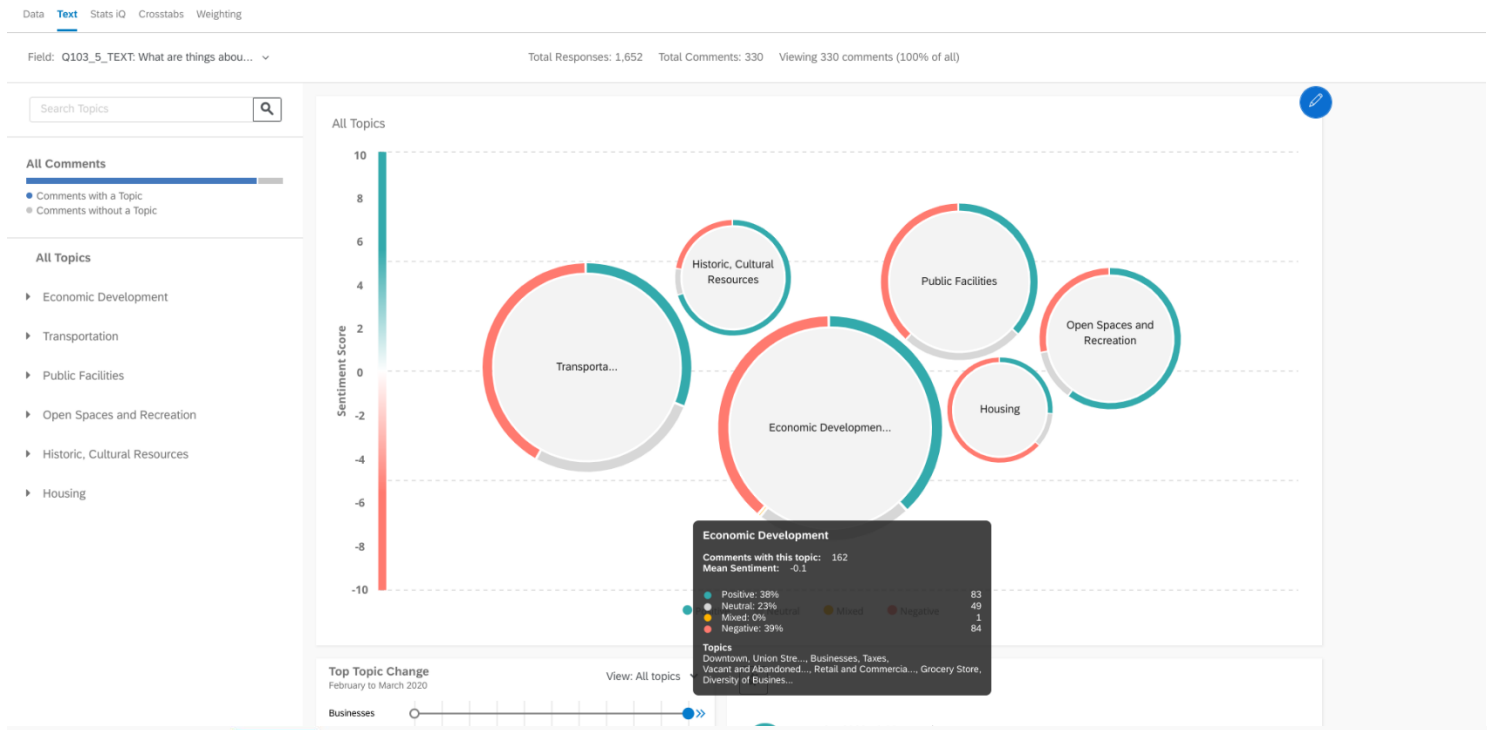 Data Text Stats iQ Crosstabs Weighting
Field: Q103_5_TEXT: What are things abou...
Total Responses: 1,652 Total Comments: 330 Viewing 330 comments (100% of all)
Search Topics
All Comments
Comments with a Topic
Comments without a Topic
All Topics
Economic Development
Transportation
Public Facilities
Open Spaces and Recreation
Historic, Cultural Resources
Housing
All Topics
Sentiment Score
10
8
6
4
2
0
-2
-4
-6
-8
-10
Transporta...
Historic, Cultural
Resources
Economic Developmen...
Public Facilities
Housing
Open Spaces and
Recreation
Economic Development
Comments with this topic: 162
Mean Sentiment: -0.1
Positive: 38% 83
Neutral: 23% 49
Mixed: 0% 1
Negative: 39% 84
Topics
Downtown, Union Stre..., Businesses, Taxes,
Vacant and Abandoned..., Retail and Commercia..., Grocery Store,
Diversity of Busines...
Mixed Negative
Top Topic Change
February to March 2020
View: All topics
Businesses